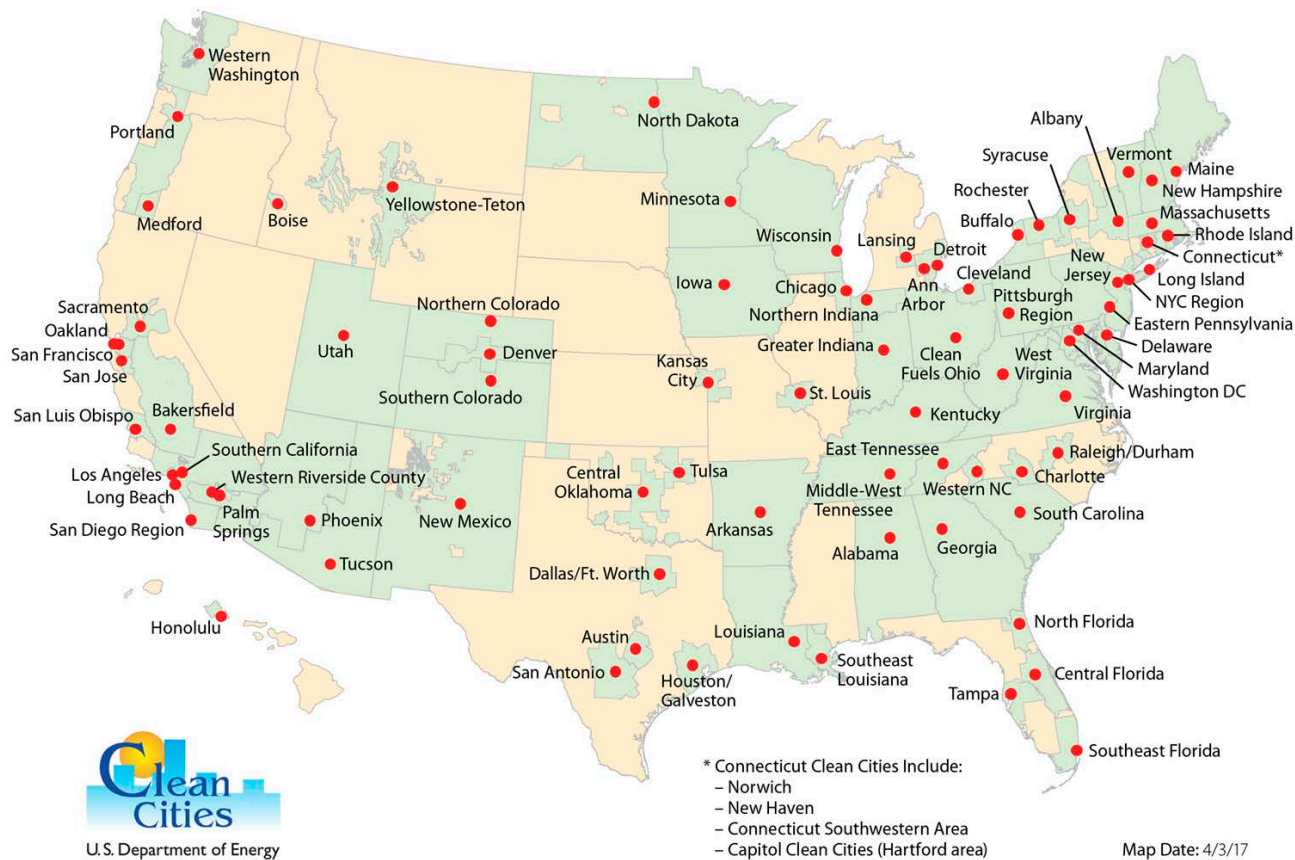 Western
Washington
Portland
Medford
Boise
Yellowstone-Teton
North Dakota
Minnesota
Wisconsin
Iowa
Chicago
Northern Indiana
Lansing
Detroit
Ann
Arbor
Cleveland
Albany
Syracuse
Rochester
Buffalo
Vermont
Maine
New Hampshire
Massachusetts
Rhode Island
Connecticut*
Long Island
NYC Region
New
Jersey
Eastern Pennsylvania
Delaware
Maryland
Washington DC
Pittsburgh
Region
Sacramento
Oakland
San Francisco
San Jose
San Luis Obispo
Bakersfield
Southern California
Los Angeles
Western Riverside County
Long Beach
Palm
Springs
San Diego Region
Utah
Northern Colorado
Denver
Southern Colorado
Phoenix
Tucson
New Mexico
Kansas
City
St. Louis
Greater Indiana
Clean
Fuels Ohio
West
Virginia
Virginia
Kentucky
East Tennessee
Middle-West
Tennessee
Western NC
Raleigh/Durham
Charlotte
South Carolina
Georgia
Alabama
Central
Oklahoma
Tulsa
Arkansas
Dallas/Ft. Worth
Austin
San Antonio
Houston/
Galveston
Louisiana
Southeast
Louisiana
North Florida
Central Florida
Tampa
Southeast Florida
Honolulu
Clean
Cities
U.S. Department of Energy
* Connecticut Clean Cities Include:
– Norwich
– New Haven
– Connecticut Southwestern Area
– Capitol Clean Cities (Hartford area)
Map Date: 4/3/17